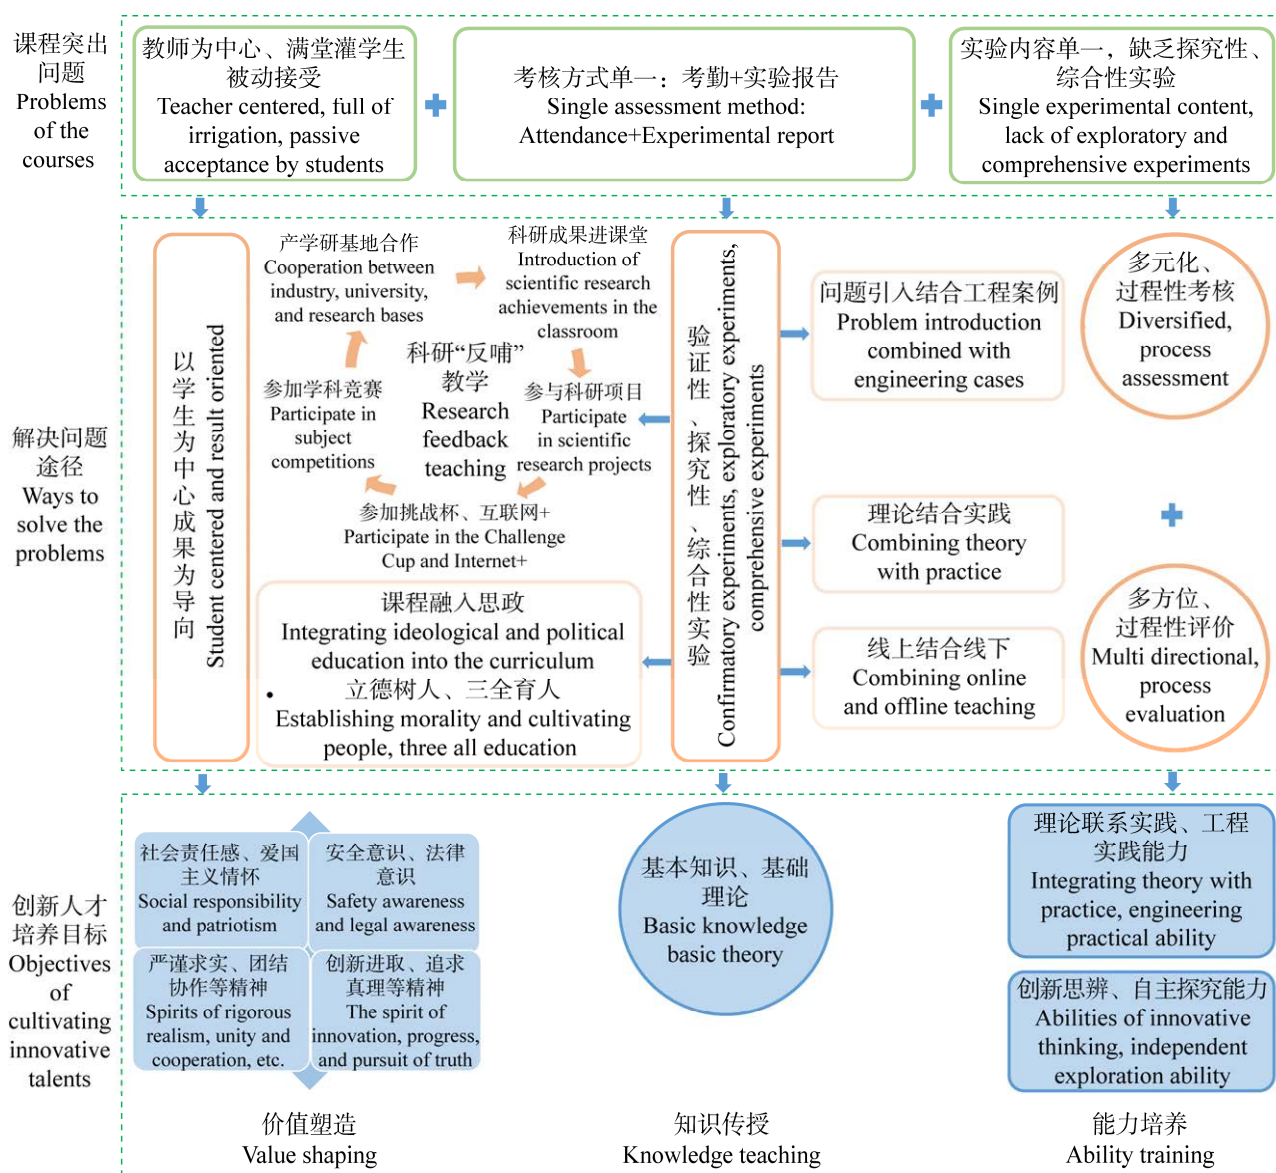 课程突出
问题
Problems
of the
courses
教师为中心、满堂灌学生
被动接受
Teacher centered, full of
irrigation, passive
acceptance by students
考核方式单一：考勤+实验报告
Single assessment method:
Attendance+Experimental report
实验内容单一，缺乏探究性、
综合性实验
Single experimental content,
lack of exploratory and
comprehensive experiments
解决问题
途径
Ways to
solve the
problems
以学生为中心成果为导向
Student centered and result oriented
产学研基地合作
Cooperation between
industry, university,
and research bases
科研成果进课堂
Introduction of
scientific research
achievements in the
classroom
科研“反哺”
教学
Research
feedback
teaching
参加学科竞赛
Participate in
subject
competitions
参与科研项目
Participate
in scientific
research projects
参加挑战杯、互联网+
Participate in the Challenge
Cup and Internet+
课程融入思政
Integrating ideological and political
education into the curriculum
立德树人、三全育人
Establishing morality and cultivating
people, three all education
验证性、探究性、综合性实验
Confirmatory experiments, exploratory experiments,
comprehensive experiments
问题引入结合工程案例
Problem introduction
combined with
engineering cases
理论结合实践
Combining theory
with practice
线上结合线下
Combining online
and offline teaching
多元化、
过程性考核
Diversified,
process
assessment
多方位、
过程性评价
Multi directional,
process
evaluation
创新人才
培养目标
Objectives
of
cultivating
innovative
talents
社会责任感、爱国
主义情怀
Social responsibility
and patriotism
安全意识、法律
意识
Safety awareness
and legal awareness
严谨求实、团结
协作等精神
Spirits of rigorous
realism, unity and
cooperation, etc.
创新进取、追求
真理等精神
The spirit of
innovation, progress,
and pursuit of truth
基本知识、基础
理论
Basic knowledge
basic theory
理论联系实践、工程
实践能力
Integrating theory with
practice, engineering
practical ability
创新思辨、自主探究能力
Abilities of innovative
thinking, independent
exploration ability
价值塑造
Value shaping
知识传授
Knowledge teaching
能力培养
Ability training